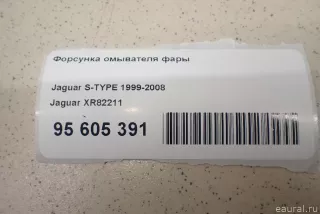 Форсунка омывателя фары
Jaguar S-TYPE 1999-2008
Jaguar XR82211
95 605 391
eaural.ru